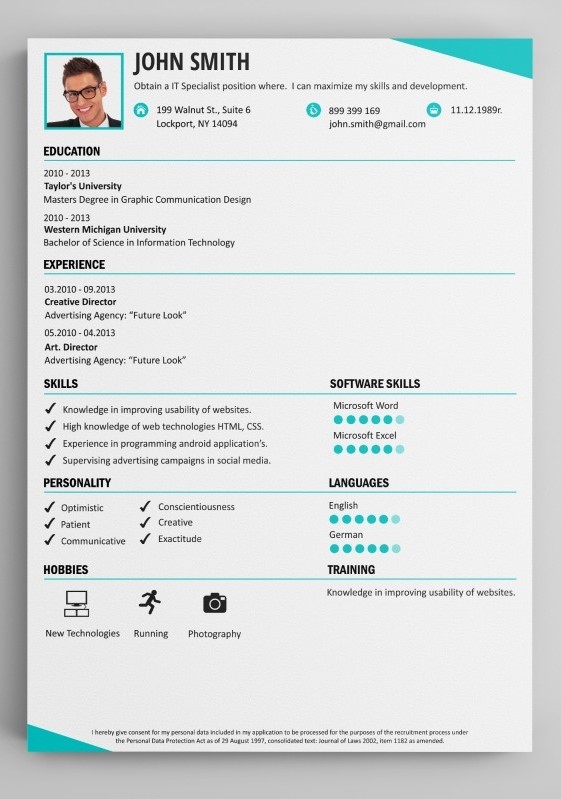 JOHN SMITH
Obtain a IT Specialist position where. I can maximize my skills and development.
199 Walnut St., Suite 6
Lockport, NY 14094
899 399 169
john.smith@gmail.com
11.12.1989r.
EDUCATION
2010 - 2013
Taylor's University
Masters Degree in Graphic Communication Design
2010 - 2013
Western Michigan University
Bachelor of Science in Information Technology
EXPERIENCE
03.2010 - 09.2013
Creative Director
Advertising Agency: “Future Look”
05.2010 - 04.2013
Art. Director
Advertising Agency: “Future Look”
SKILLS
Knowledge in improving usability of websites.
High knowledge of web technologies HTML, CSS.
Experience in programming android application’s.
Supervising advertising campaigns in social media.
SOFTWARE SKILLS
Microsoft Word
Microsoft Excel
PERSONALITY
Optimistic
Patient
Communicative
Conscientiousness
Creative
Exactitude
LANGUAGES
English
German
HOBBIES
New Technologies
Running
Photography
TRAINING
Knowledge in improving usability of websites.
I hereby give consent for my personal data included in my application to be processed for the purposes of the recruitment process under
the Personal Data Protection Act as of 29 August 1997, consolidated text: Journal of Laws 2002, item 1182 as amended.